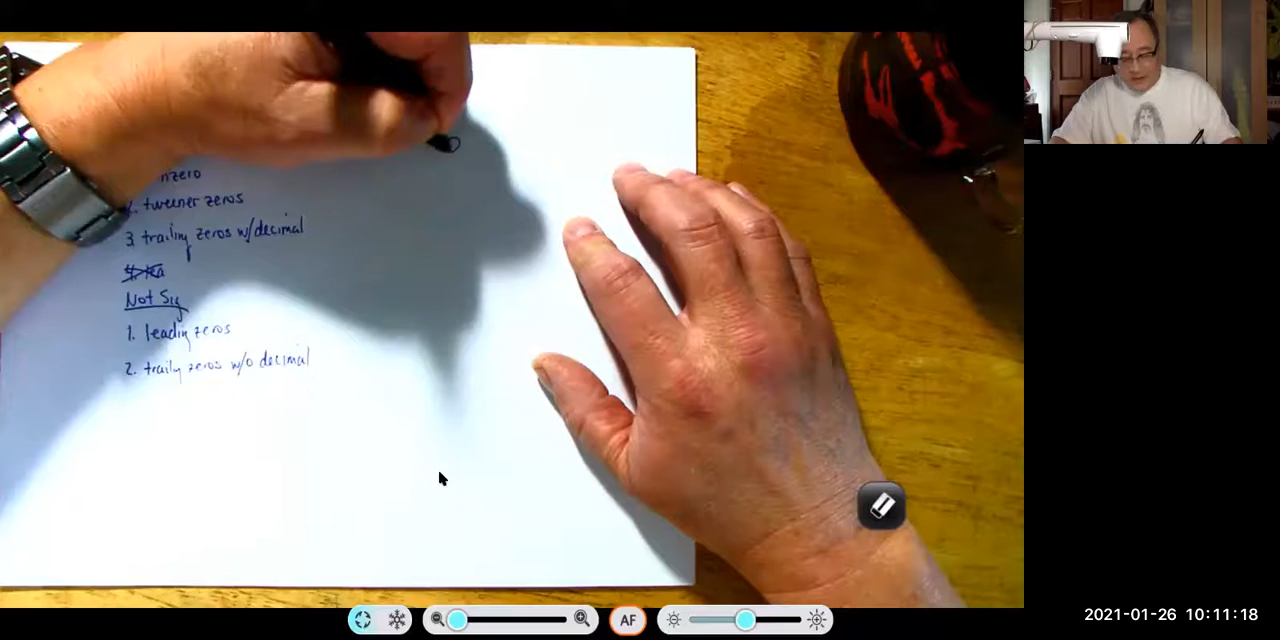 nzero
2. tweener zeros
3. trailing zeros w/decimal
Not Sig
1. leading zeros
2. traily zeros w/o decimal
AF
2021-01-26 10:11:18